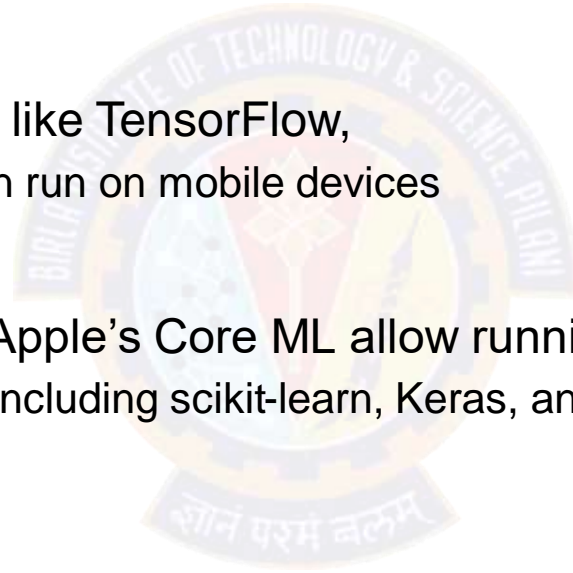 BIRLA INSTITUTE OF TECHNOLOGY & SCIENCE, PILANI
like TensorFlow,
n run on mobile devices
Apple’s Core ML allow runni
ncluding scikit-learn, Keras, an
ज्ञानं परमं बलम्